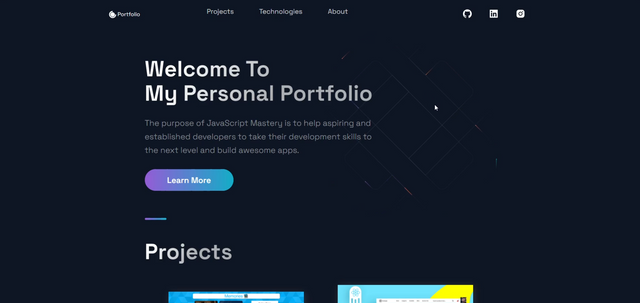 Portfolio
Projects
Technologies
About
Welcome To
My Personal Portfolio
The purpose of JavaScript Mastery is to help aspiring and
established developers to take their development skills to
the next level and build awesome apps.
Learn More
Projects